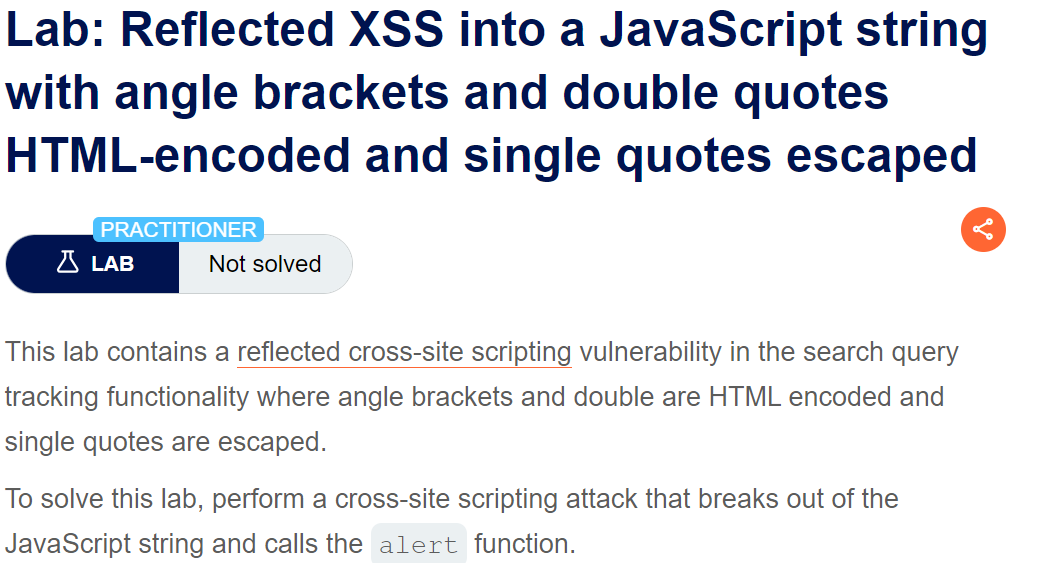 Lab: Reflected XSS into a JavaScript string
with angle brackets and double quotes
HTML-encoded and single quotes escaped
PRACTITIONER
LAB
Not solved
This lab contains a reflected cross-site scripting vulnerability in the search query
tracking functionality where angle brackets and double are HTML encoded and
single quotes are escaped.
To solve this lab, perform a cross-site scripting attack that breaks out of the
JavaScript string and calls the alert function.